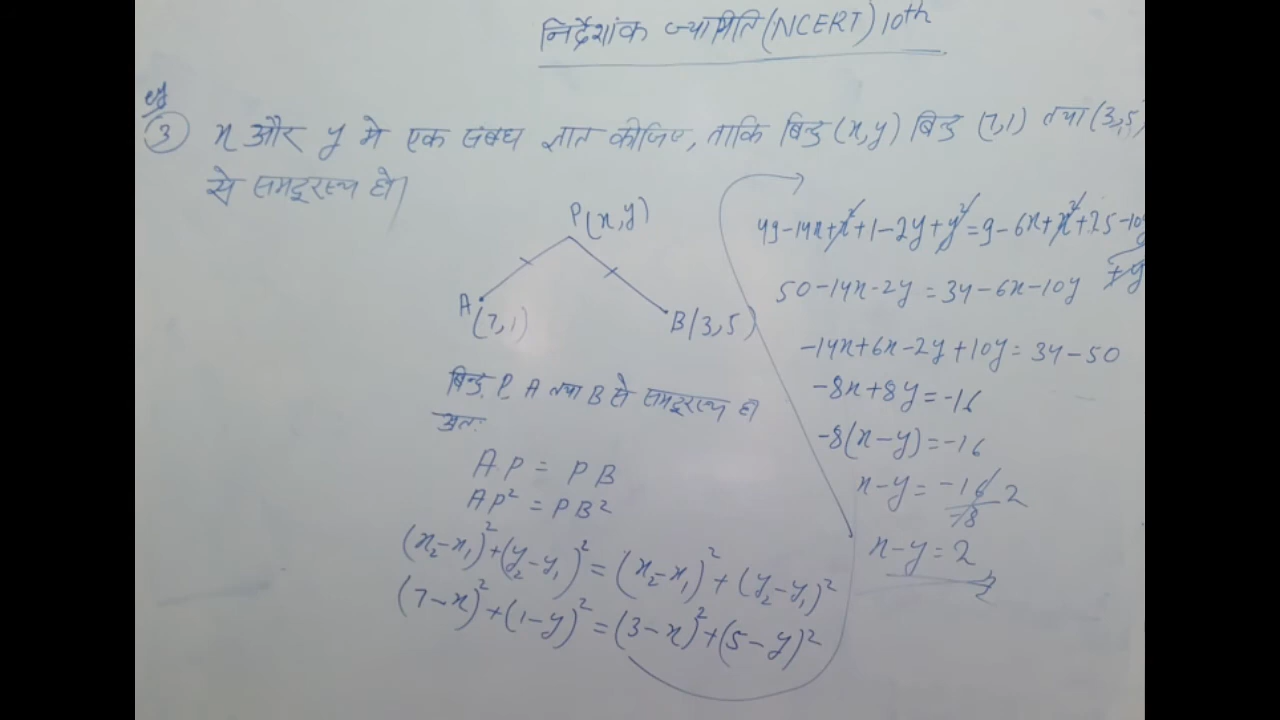 निर्देशांक ज्यामिति (NCERT) 10th
③ x और y मे एक संबंध ज्ञात कीजिए, ताकि बिन्दु (x,y) बिन्दु (7,1) तथा (3,5)
से समदूरस्थ हो।
P(x,y)
A (7,1)
B(3,5)
बिन्दु P, A तथा B से समदूरस्थ हो
अतः
AP = PB
AP² = PB²
(x₂-x₁)²+(y₂-y₁)² = (x₂-x₁)²+(y₂-y₁)²
(7-x)²+(1-y)² = (3-x)²+(5-y)²
49-14x+x²+1-2y+y²=9-6x+x²+25-10y
+y²
50-14x-2y = 34-6x-10y
-14x+6x-2y+10y = 34-50
-8x+8y = -16
-8(x-y) = -16
x-y = -16/-8 2
x-y = 2